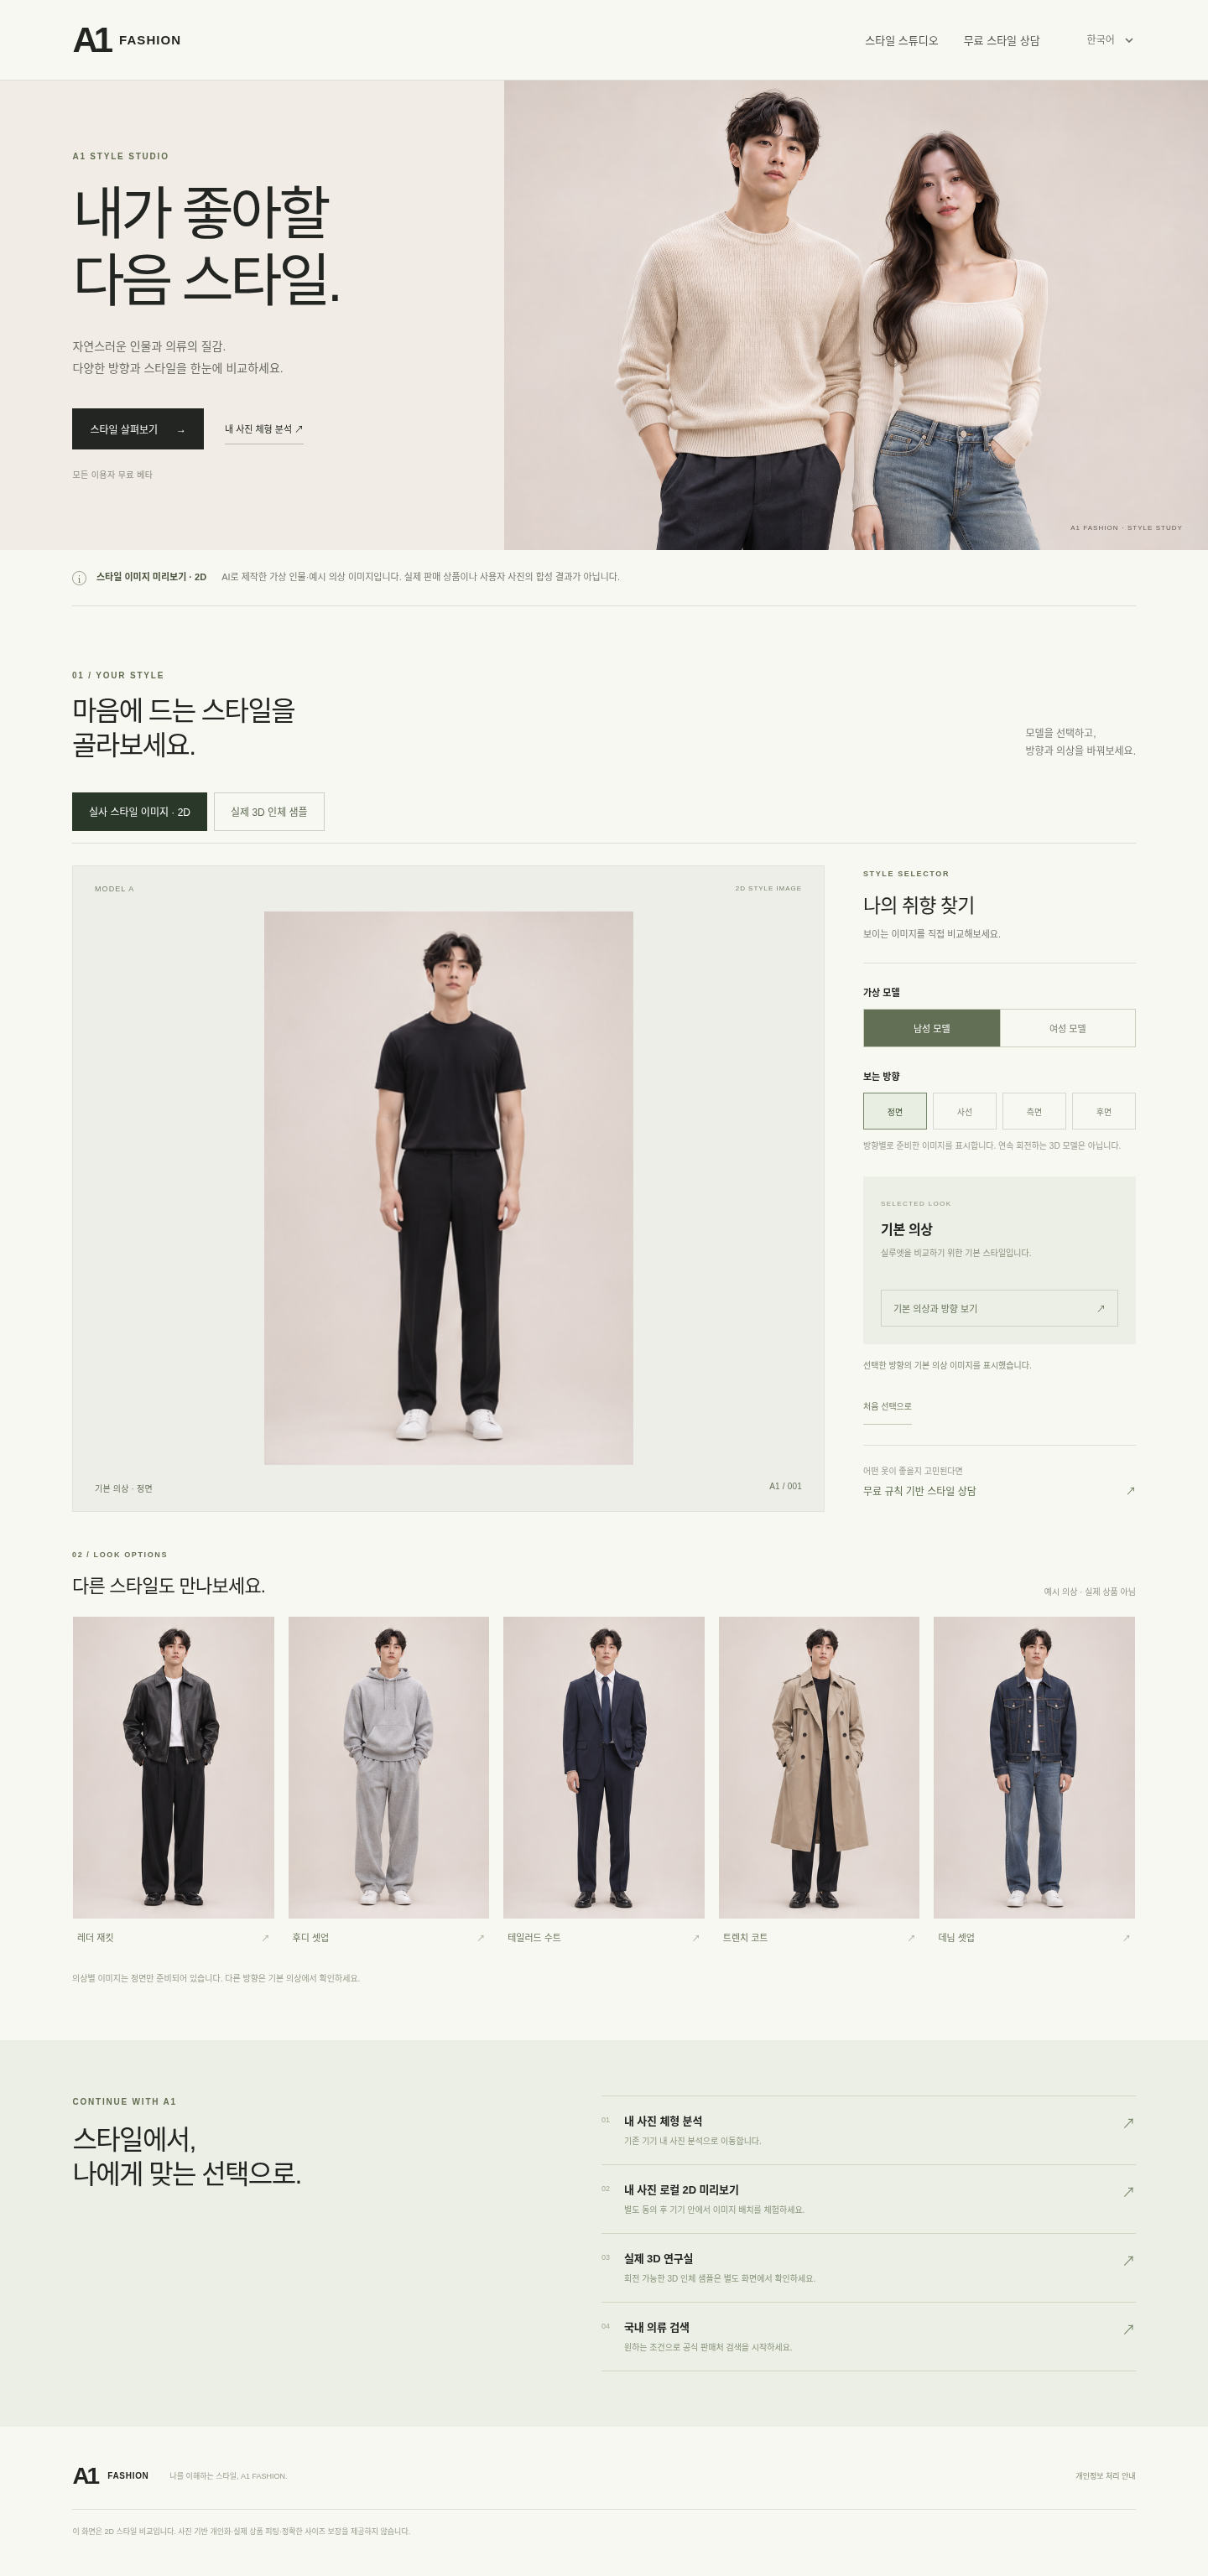 A1 FASHION
스타일 스튜디오
무료 스타일 상담
한국어
A1 STYLE STUDIO
내가 좋아할
다음 스타일.
자연스러운 인물과 의류의 질감.
다양한 방향과 스타일을 한눈에 비교하세요.
스타일 살펴보기 →
내 사진 체형 분석 ↗
모든 이용자 무료 베타
A1 FASHION · STYLE STUDY
스타일 이미지 미리보기 · 2D
AI로 제작한 가상 인물·예시 의상 이미지입니다. 실제 판매 상품이나 사용자 사진의 합성 결과가 아닙니다.
01 / YOUR STYLE
마음에 드는 스타일을
골라보세요.
모델을 선택하고,
방향과 의상을 바꿔보세요.
실사 스타일 이미지 · 2D
실제 3D 인체 샘플
MODEL A
2D STYLE IMAGE
기본 의상 · 정면
A1 / 001
STYLE SELECTOR
나의 취향 찾기
보이는 이미지를 직접 비교해보세요.
가상 모델
남성 모델
여성 모델
보는 방향
정면
사선
측면
후면
방향별로 준비한 이미지를 표시합니다. 연속 회전하는 3D 모델은 아닙니다.
SELECTED LOOK
기본 의상
실루엣을 비교하기 위한 기본 스타일입니다.
기본 의상과 방향 보기 ↗
선택한 방향의 기본 의상 이미지를 표시했습니다.
처음 선택으로
어떤 옷이 좋을지 고민된다면
무료 규칙 기반 스타일 상담 ↗
02 / LOOK OPTIONS
다른 스타일도 만나보세요.
예시 의상 · 실제 상품 아님
레더 재킷 ↗
후디 셋업 ↗
테일러드 수트 ↗
트렌치 코트 ↗
데님 셋업 ↗
의상별 이미지는 정면만 준비되어 있습니다. 다른 방향은 기본 의상에서 확인하세요.
CONTINUE WITH A1
스타일에서,
나에게 맞는 선택으로.
01 내 사진 체형 분석 ↗
기존 기기 내 사진 분석으로 이동합니다.
02 내 사진 로컬 2D 미리보기 ↗
별도 동의 후 기기 안에서 이미지 배치를 체험하세요.
03 실제 3D 연구실 ↗
회전 가능한 3D 인체 샘플은 별도 화면에서 확인하세요.
04 국내 의류 검색 ↗
원하는 조건으로 공식 판매처 검색을 시작하세요.
A1 FASHION
나를 이해하는 스타일, A1 FASHION.
개인정보 처리 안내
이 화면은 2D 스타일 비교입니다. 사진 기반 개인화·실제 상품 피팅·정확한 사이즈 보장을 제공하지 않습니다.